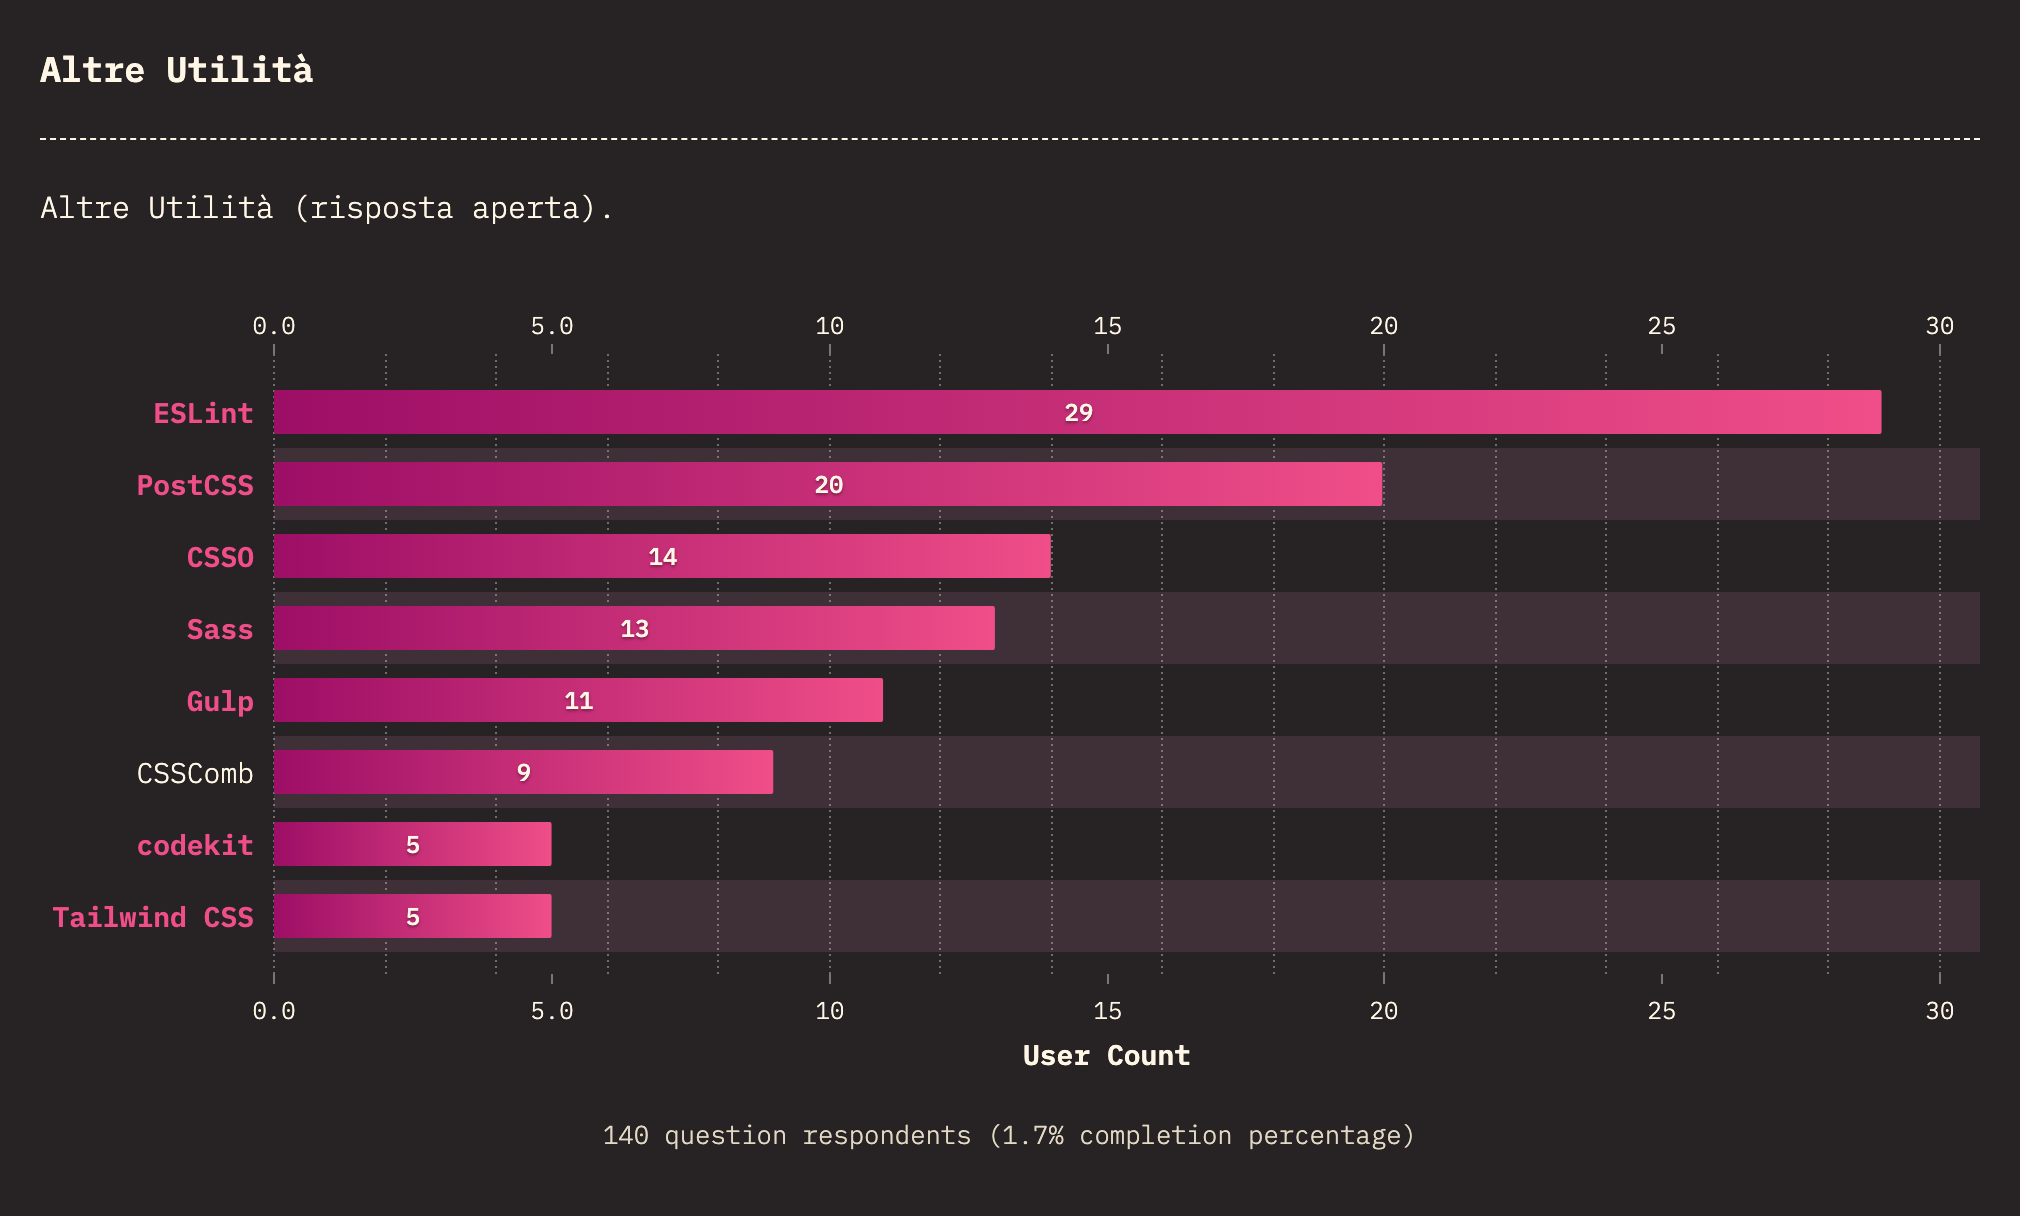 Altre Utilità
Altre Utilità (risposta aperta).
0.0 5.0 10 15 20 25 30
ESLint 29
PostCSS 20
CSSO 14
Sass 13
Gulp 11
CSSComb 9
codekit 5
Tailwind CSS 5
0.0 5.0 10 15 20 25 30
User Count
140 question respondents (1.7% completion percentage)